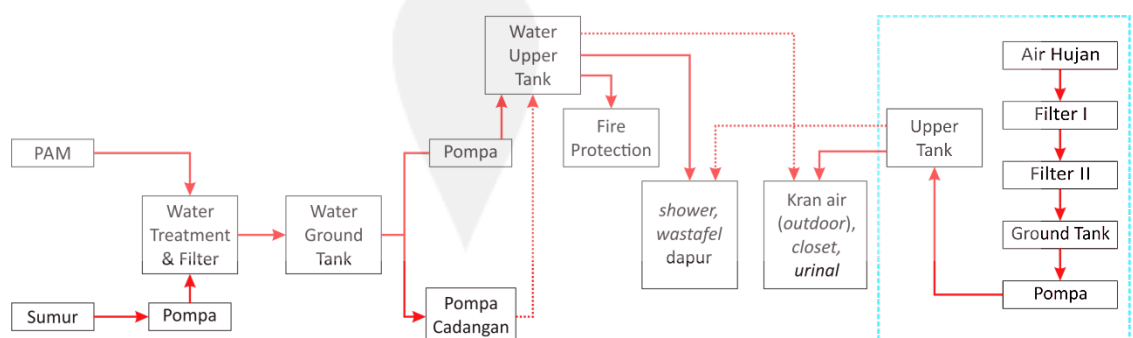 PAM
Sumur
Pompa
Water
Treatment
& Filter
Water
Ground
Tank
Pompa
Pompa
Cadangan
Water
Upper
Tank
Fire
Protection
shower,
wastafel
dapur
Kran air
(outdoor),
closet,
urinal
Upper
Tank
Air Hujan
Filter I
Filter II
Ground Tank
Pompa